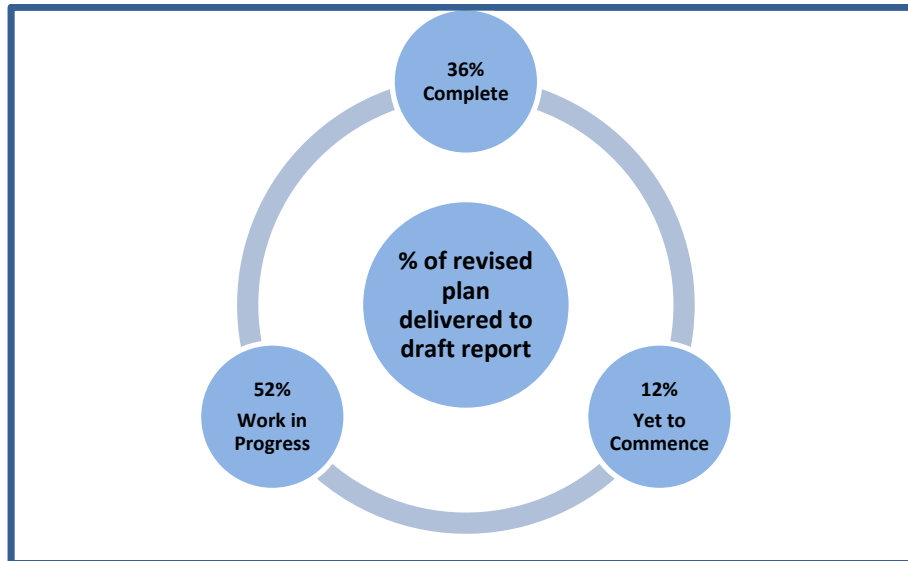 36%
Complete
% of revised
plan
delivered to
draft report
52%
Work in
Progress
12%
Yet to
Commence